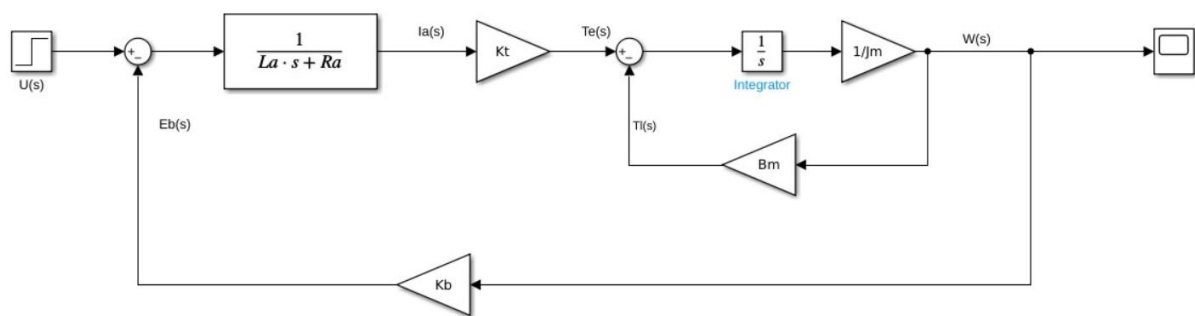 U(s)
+
−
1
La · s + Ra
Ia(s)
Kt
Te(s)
+
−
1
s
Integrator
1/Jm
W(s)
Eb(s)
Tl(s)
Bm
Kb